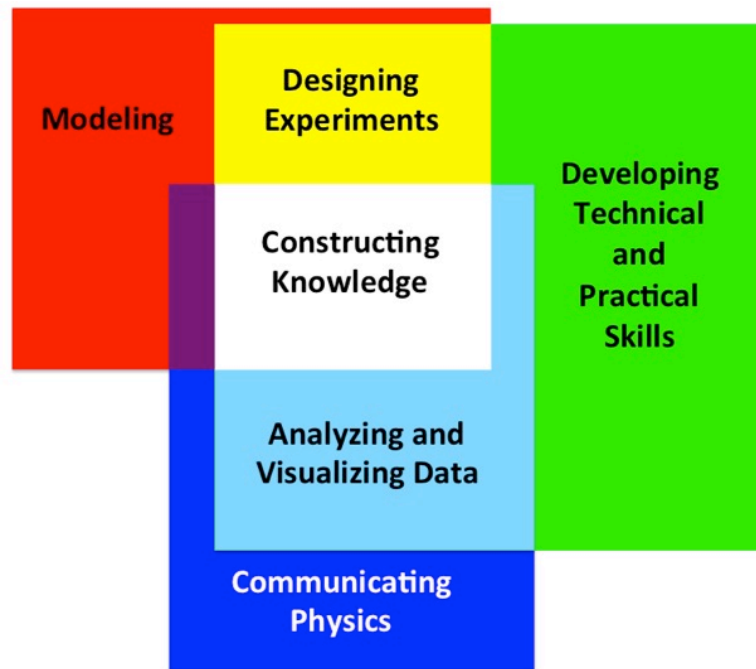 Modeling
Designing
Experiments
Developing
Technical
and
Practical
Skills
Constructing
Knowledge
Analyzing and
Visualizing Data
Communicating
Physics